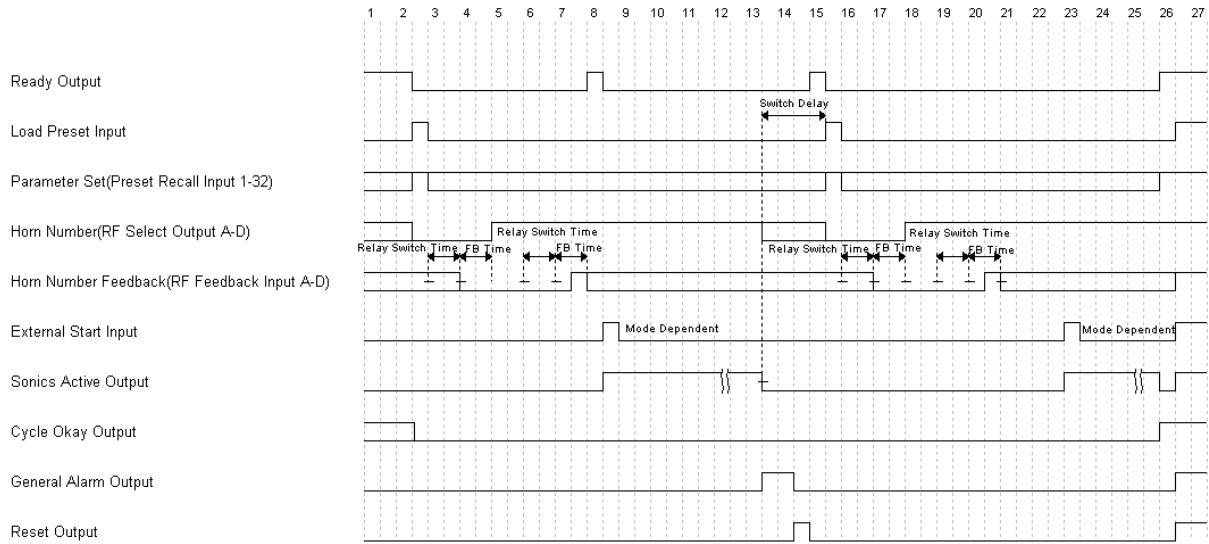 1 2 3 4 5 6 7 8 9 10 11 12 13 14 15 16 17 18 19 20 21 22 23 24 25 26 27
Ready Output
Switch Delay
Load Preset Input
Parameter Set(Preset Recall Input 1-32)
Horn Number(RF Select Output A-D)
Relay Switch Time
Relay Switch Time
Relay Switch Time
FB Time
FB Time
Relay Switch Time
FB Time
FB Time
Horn Number Feedback(RF Feedback Input A-D)
External Start Input
Mode Dependent
Mode Dependent
Sonics Active Output
Cycle Okay Output
General Alarm Output
Reset Output